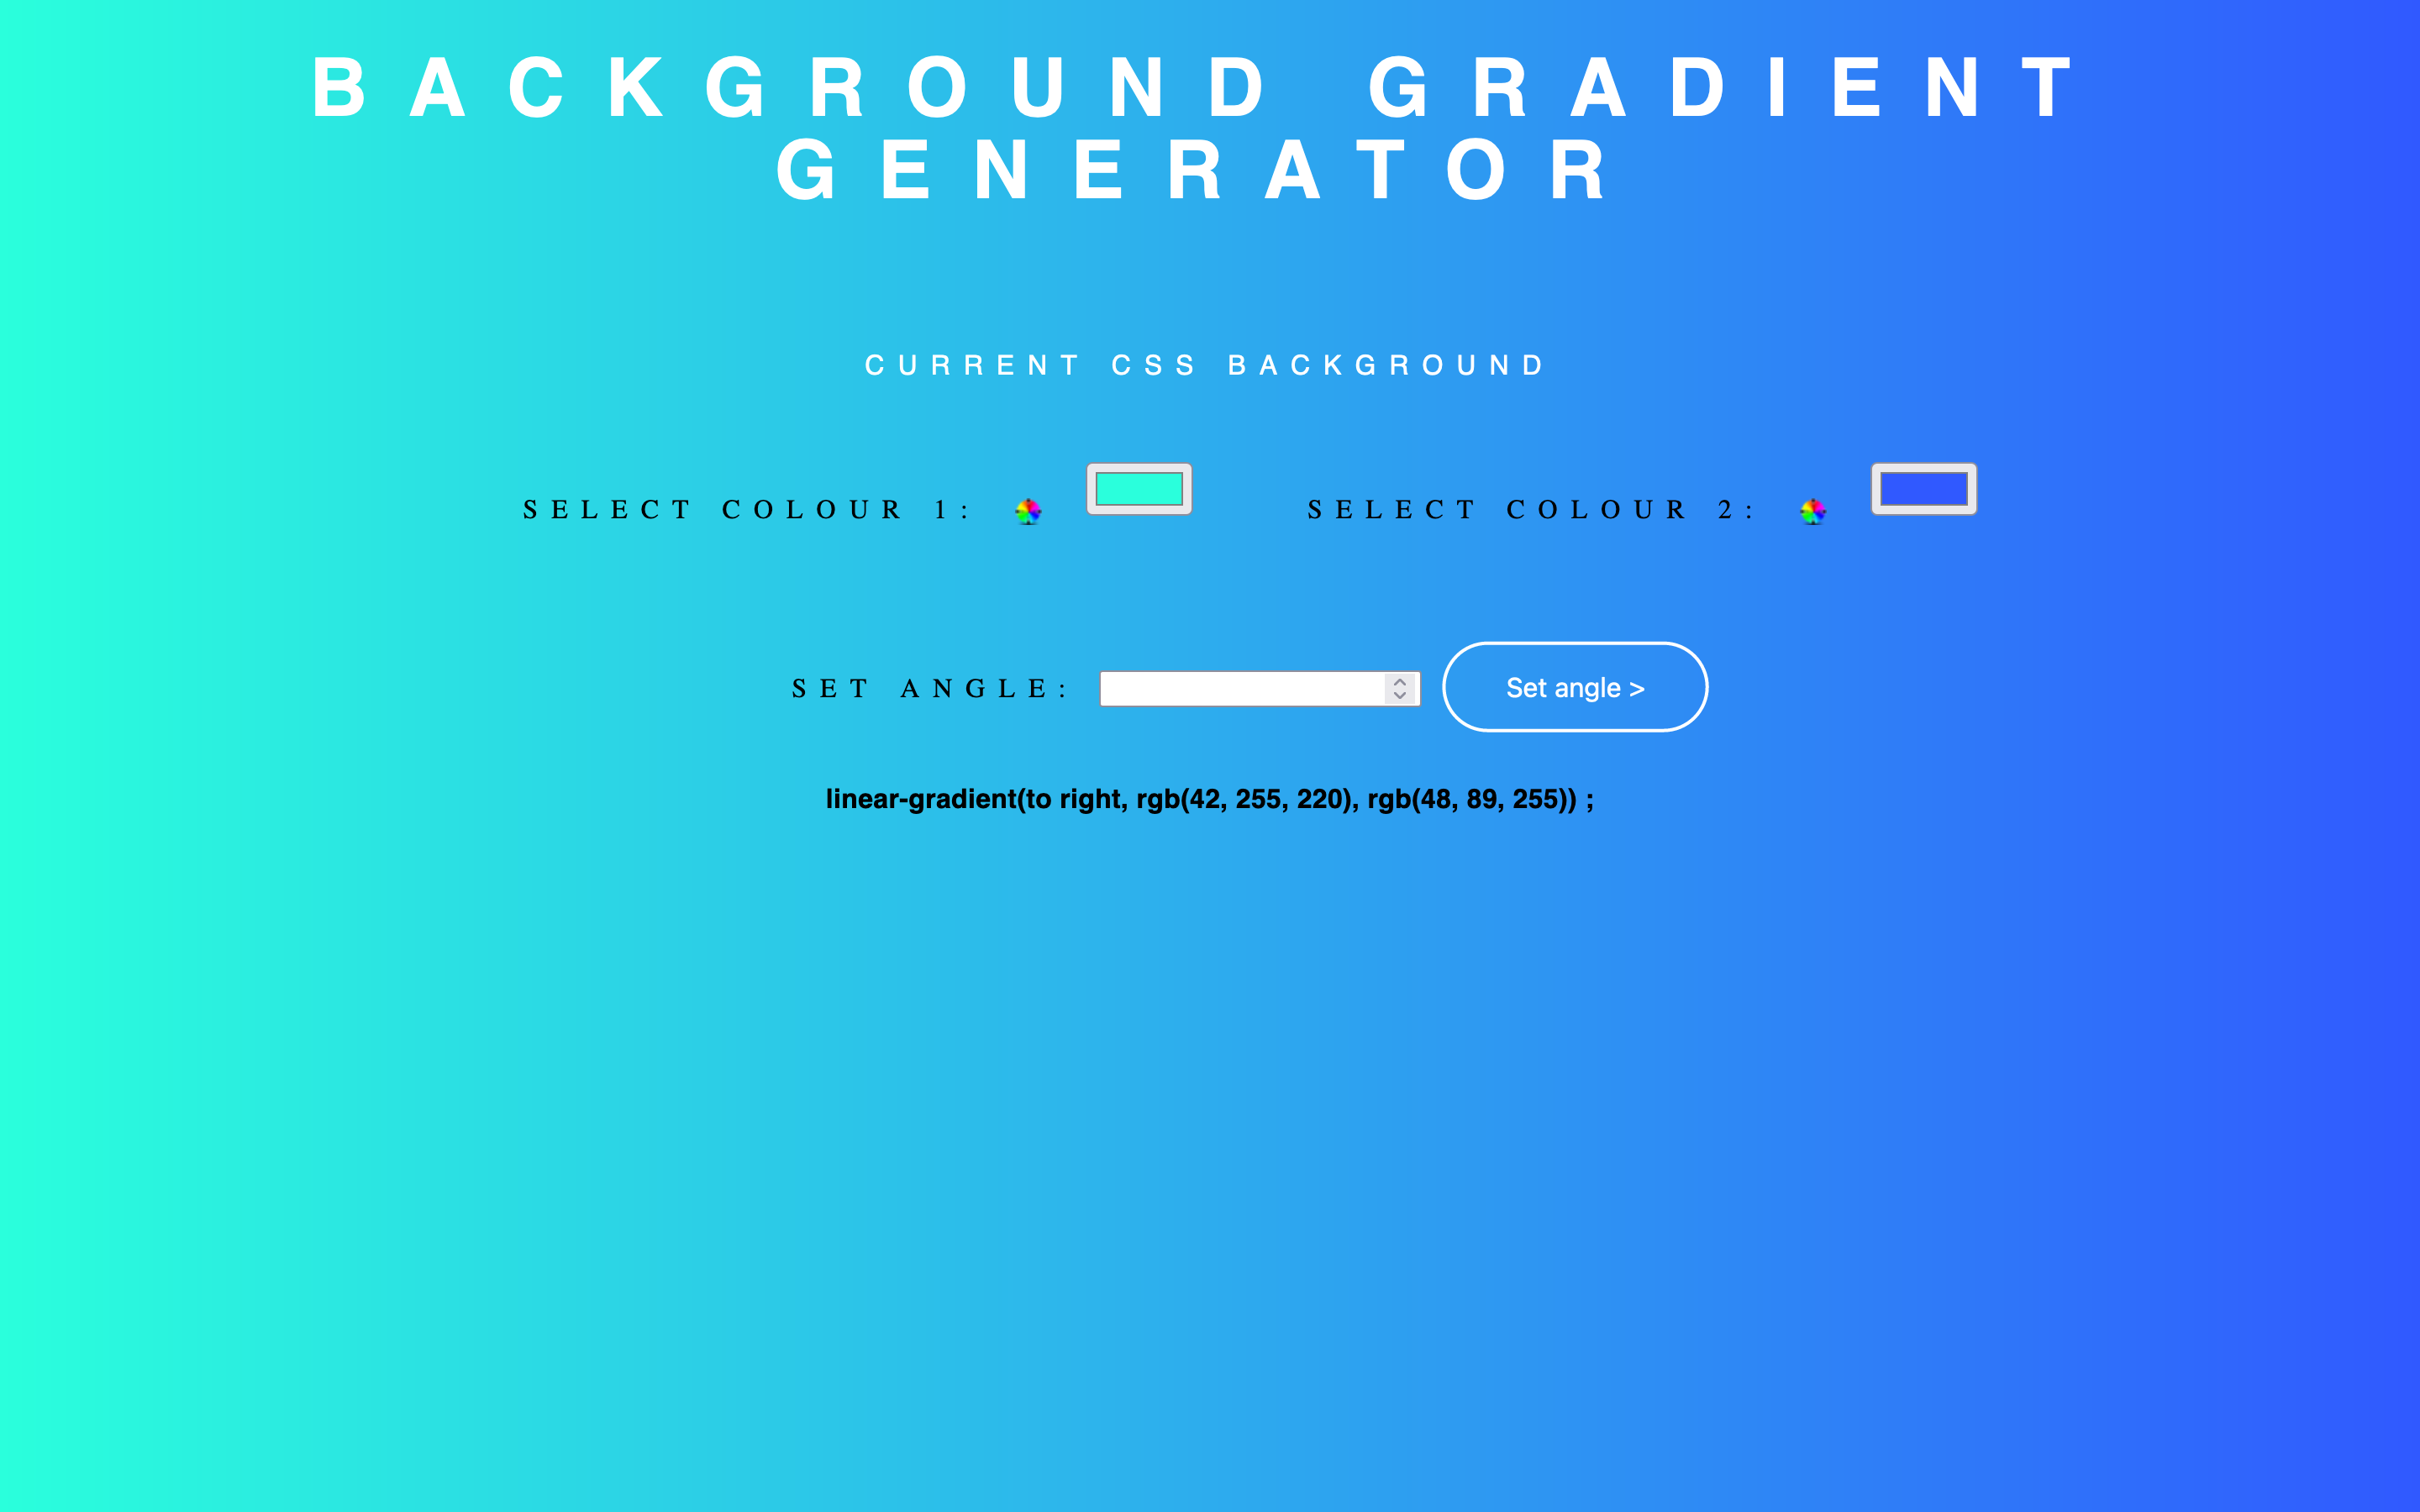 BACKGROUND GRADIENT
GENERATOR
CURRENT CSS BACKGROUND
SELECT COLOUR 1: SELECT COLOUR 2:
SET ANGLE: Set angle >
linear-gradient(to right, rgb(42, 255, 220), rgb(48, 89, 255)) ;